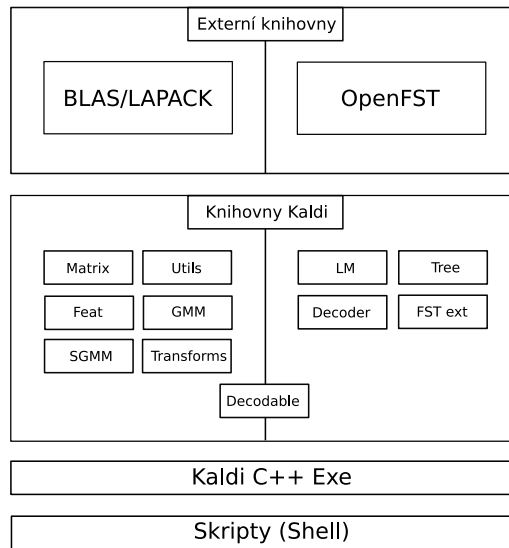 Externí knihovny
BLAS/LAPACK
OpenFST
Knihovny Kaldi
Matrix
Utils
LM
Tree
Feat
GMM
Decoder
FST ext
SGMM
Transforms
Decodable
Kaldi C++ Exe
Skripty (Shell)